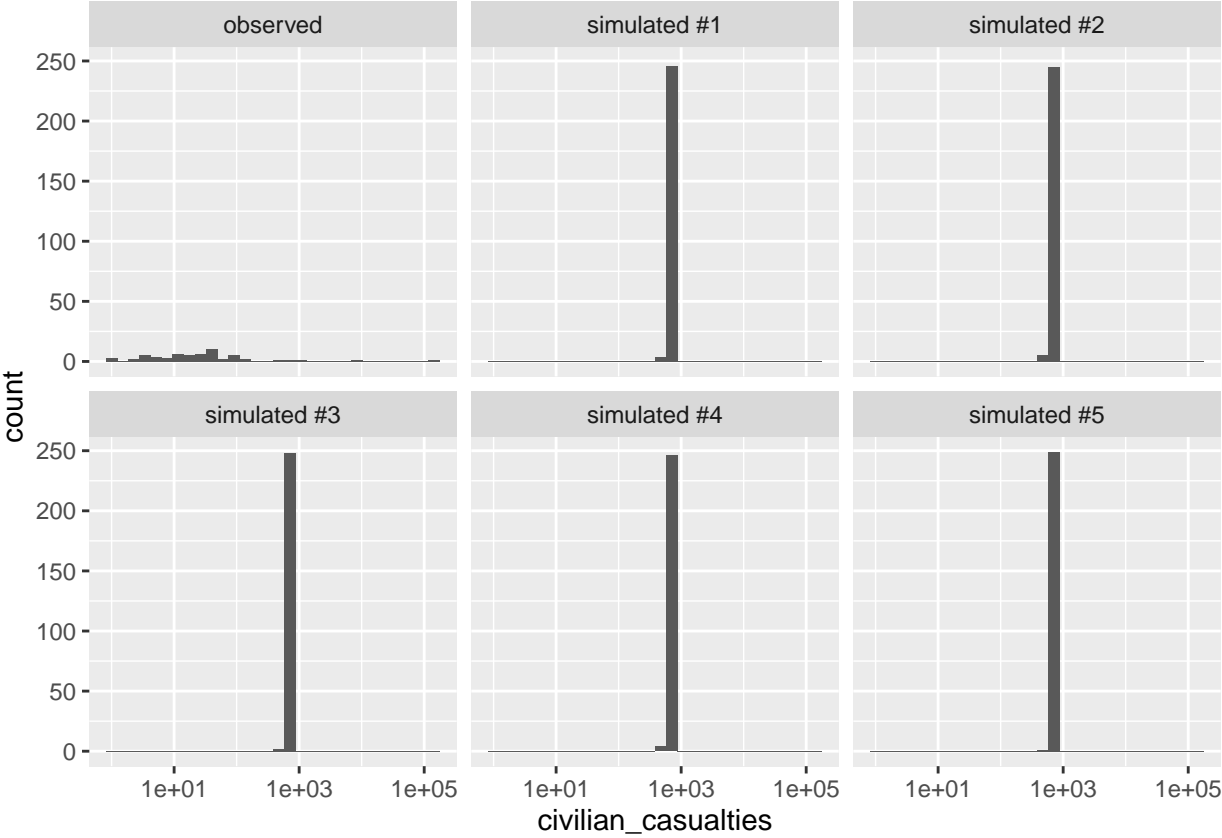 observed
simulated #1
simulated #2
250
200
150
100
50
0
simulated #3
simulated #4
simulated #5
250
200
150
100
50
0
1e+01 1e+03 1e+05
1e+01 1e+03 1e+05
1e+01 1e+03 1e+05
count
civilian_casualties